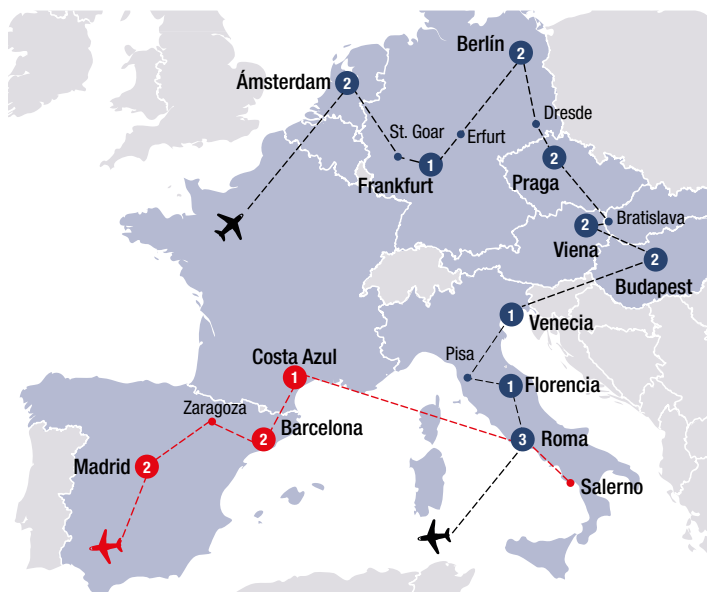 Berlín
2
Ámsterdam
2
Dresde
St. Goar
Erfurt
1
Frankfurt
2
Praga
Bratislava
2
Viena
2
Budapest
1
Venecia
Costa Azul
1
Pisa
1
Florencia
Zaragoza
Barcelona
2
3
Roma
Madrid
2
Salerno